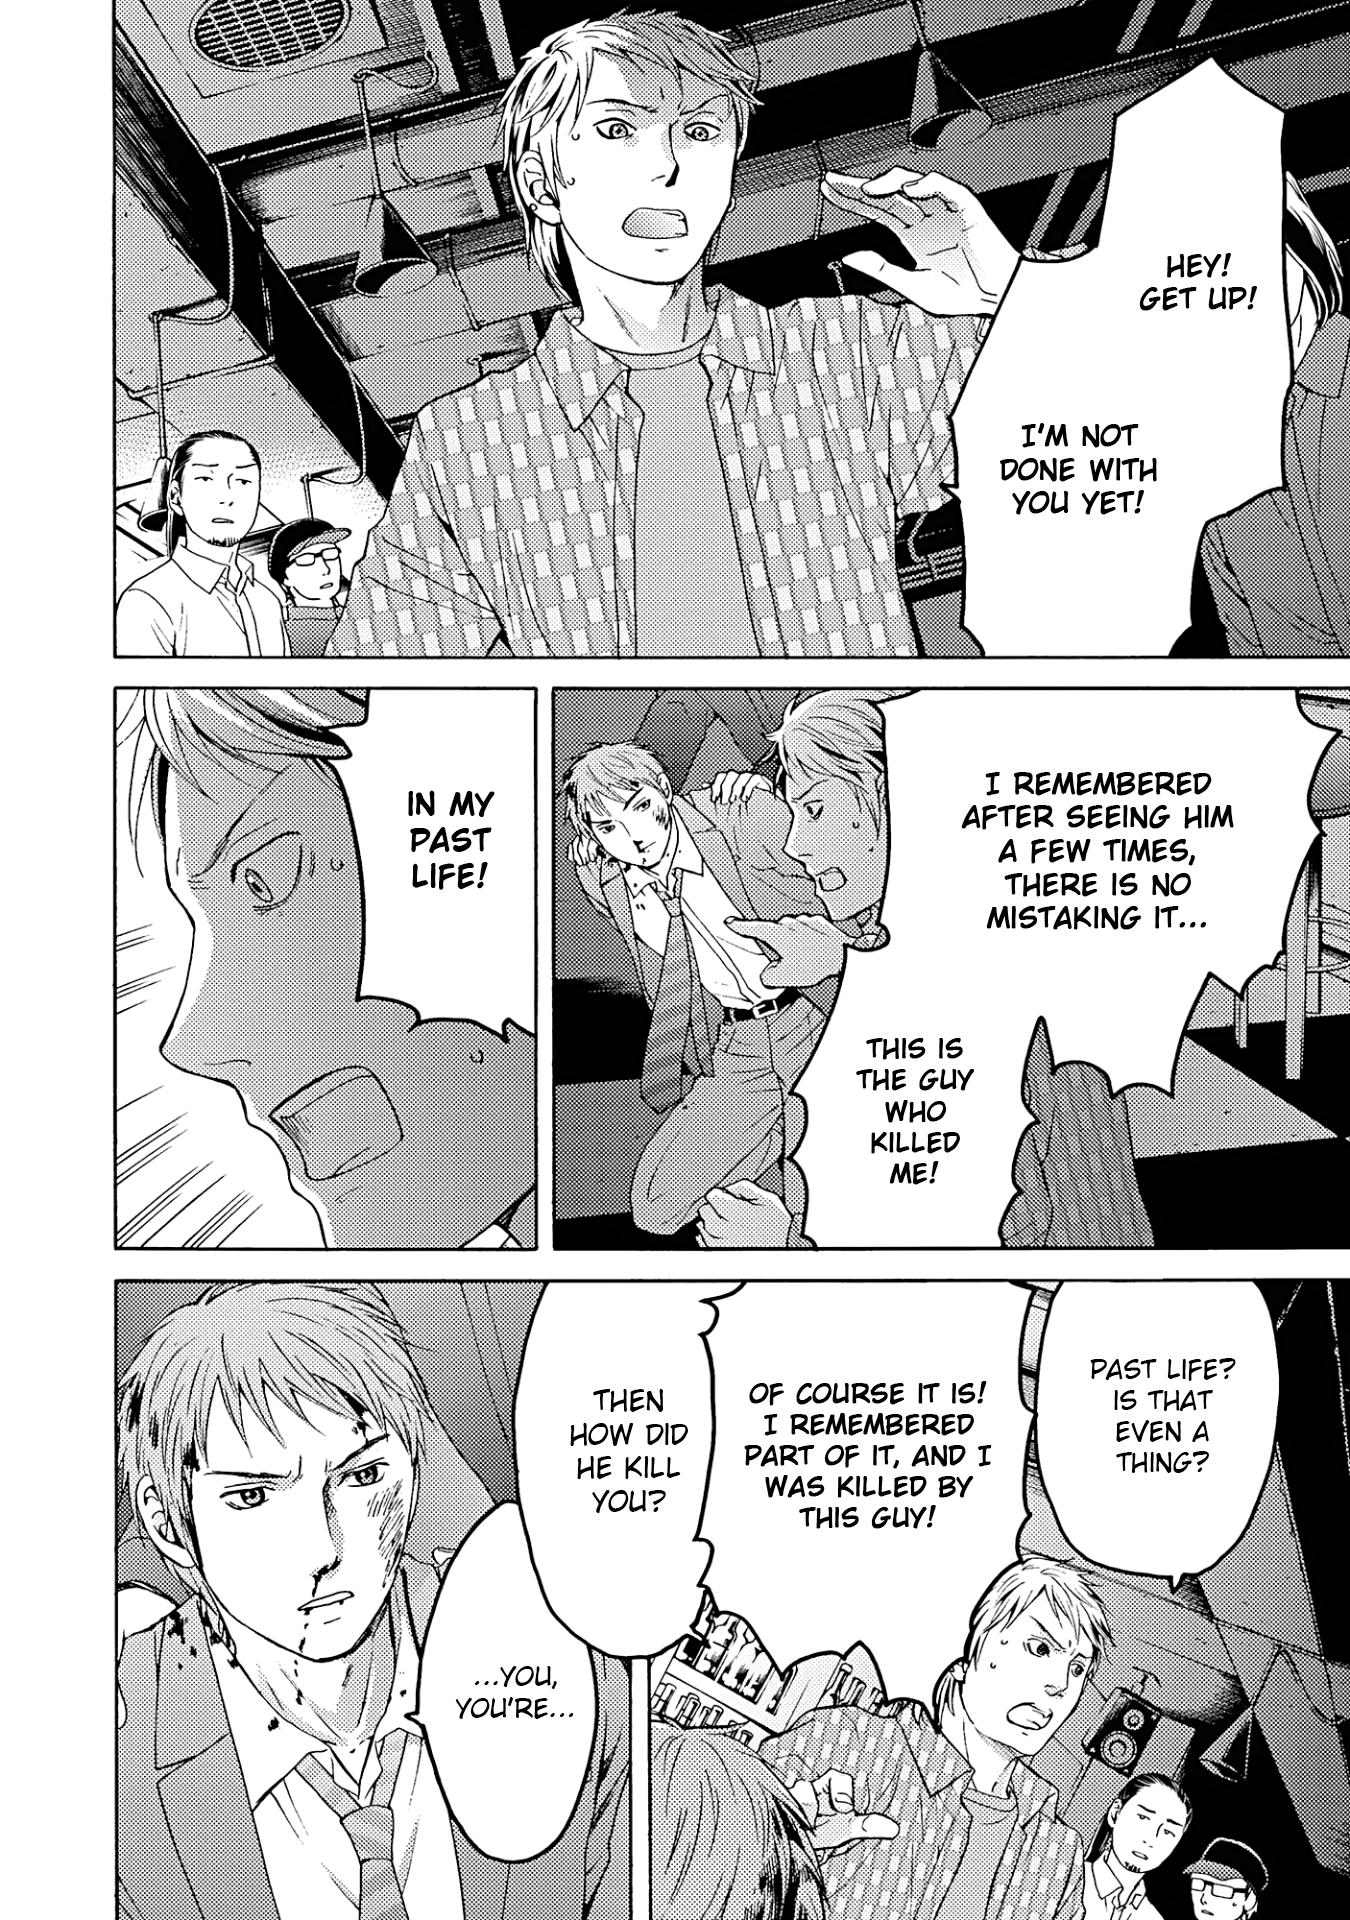 HEY!
GET UP!
I'M NOT
DONE WITH
YOU YET!
I REMEMBERED
AFTER SEEING HIM
A FEW TIMES,
THERE IS NO
MISTAKING IT...
THIS IS
THE GUY
WHO
KILLED
ME!
IN MY
PAST
LIFE!
PAST LIFE?
IS THAT
EVEN A
THING?
OF COURSE IT IS!
I REMEMBERED
PART OF IT, AND I
WAS KILLED BY
THIS GUY!
THEN
HOW DID
HE KILL
YOU?
...YOU,
YOU'RE...